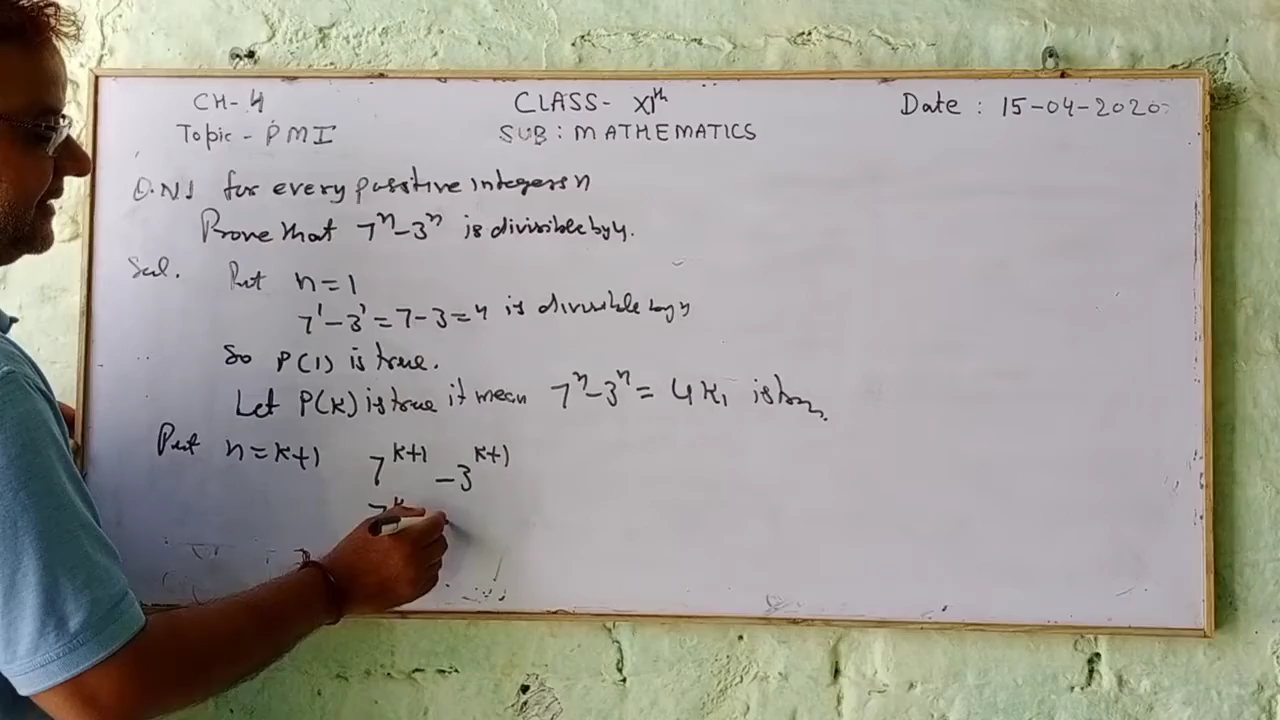 CH-4
Topic - PMI
CLASS- XIth
SUB : MATHEMATICS
Date : 15-04-2020
Q.N1 for every positive integers n
Prove that 7ⁿ-3ⁿ is divisible by 4.
Sol. Put n=1
7¹-3¹=7-3=4 is divisible by 4
So P(1) is true.
Let P(K) is true it mean 7ⁿ-3ⁿ= 4K₁ is true.
Put n=K+1 7^K+1 -3^K+1
7^K